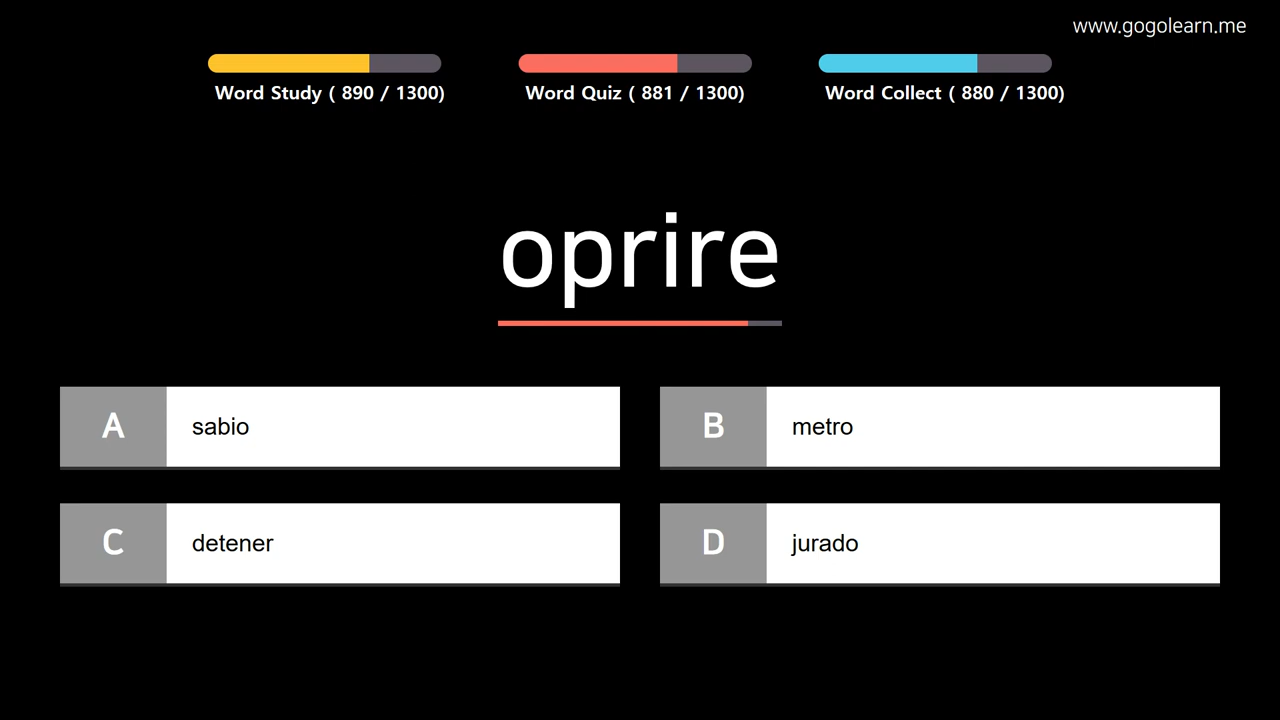 www.gogolearn.me
Word Study ( 890 / 1300)
Word Quiz ( 881 / 1300)
Word Collect ( 880 / 1300)
oprire
A sabio
B metro
C detener
D jurado